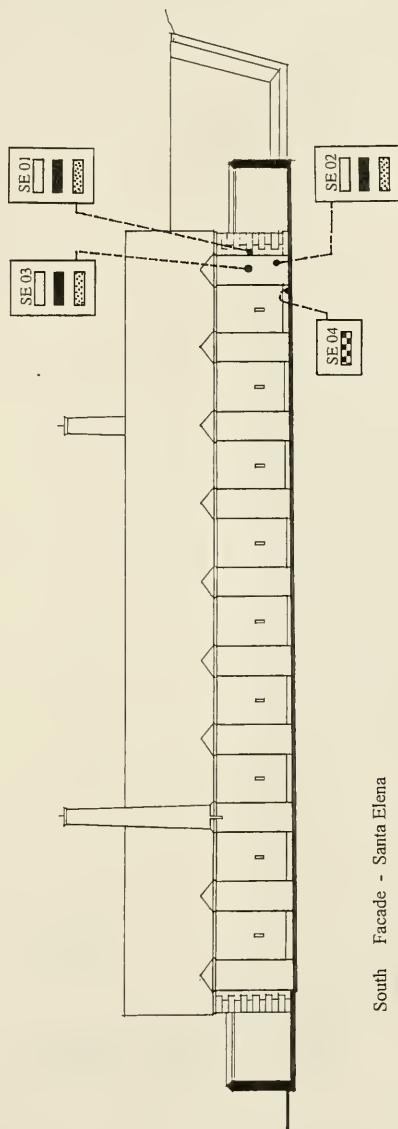 SE 03
SE 01
SE 04
SE 02
South Facade - Santa Elena